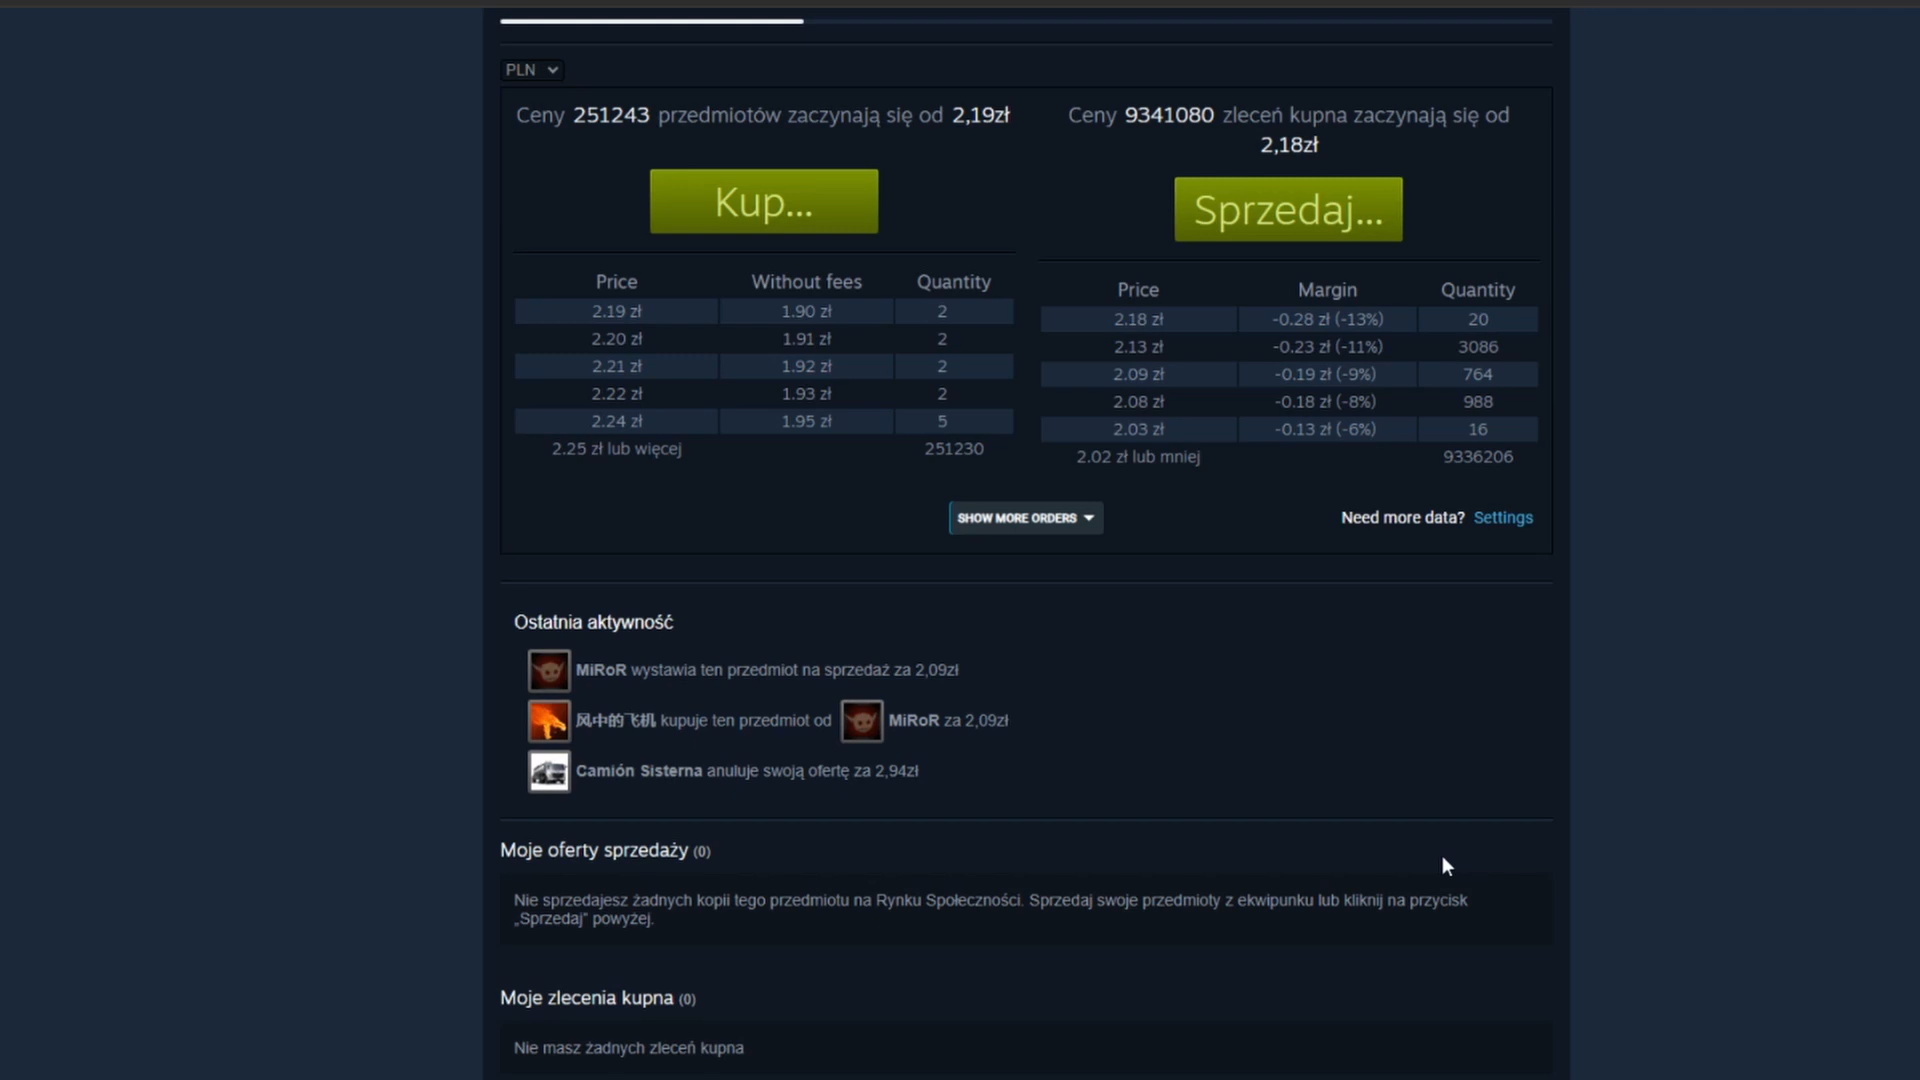 PLN
Ceny 251243 przedmiotów zaczynają się od 2,19zł
Kup...
Price Without fees Quantity
2.19 zł 1.90 zł 2
2.20 zł 1.91 zł 2
2.21 zł 1.92 zł 2
2.22 zł 1.93 zł 2
2.24 zł 1.95 zł 5
2.25 zł lub więcej 251230
Ceny 9341080 zleceń kupna zaczynają się od
2,18zł
Sprzedaj...
Price Margin Quantity
2.18 zł -0.28 zł (-13%) 20
2.13 zł -0.23 zł (-11%) 3086
2.09 zł -0.19 zł (-9%) 764
2.08 zł -0.18 zł (-8%) 988
2.03 zł -0.13 zł (-6%) 16
2.02 zł lub mniej 9336206
SHOW MORE ORDERS
Need more data? Settings
Ostatnia aktywność
MiRoR wystawia ten przedmiot na sprzedaż za 2,09zł
风中的飞机 kupuje ten przedmiot od MiRoR za 2,09zł
Camión Sisterna anuluje swoją ofertę za 2,94zł
Moje oferty sprzedaży (0)
Nie sprzedajesz żadnych kopii tego przedmiotu na Rynku Społeczności. Sprzedaj swoje przedmioty z ekwipunku lub kliknij na przycisk
„Sprzedaj” powyżej.
Moje zlecenia kupna (0)
Nie masz żadnych zleceń kupna